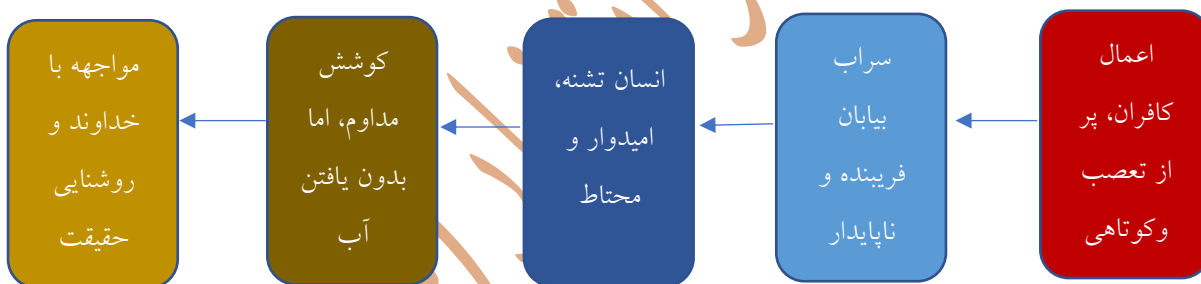 اعمال
کافران، پر
از تعصب
وکوتاهی
سراب
بیابان
فریبنده و
ناپایدار
انسان تشنه،
امیدوار و
محتاط
کوشش
مداوم، اما
بدون یافتن
آب
مواجهه با
خداوند و
روشنایی
حقیقت